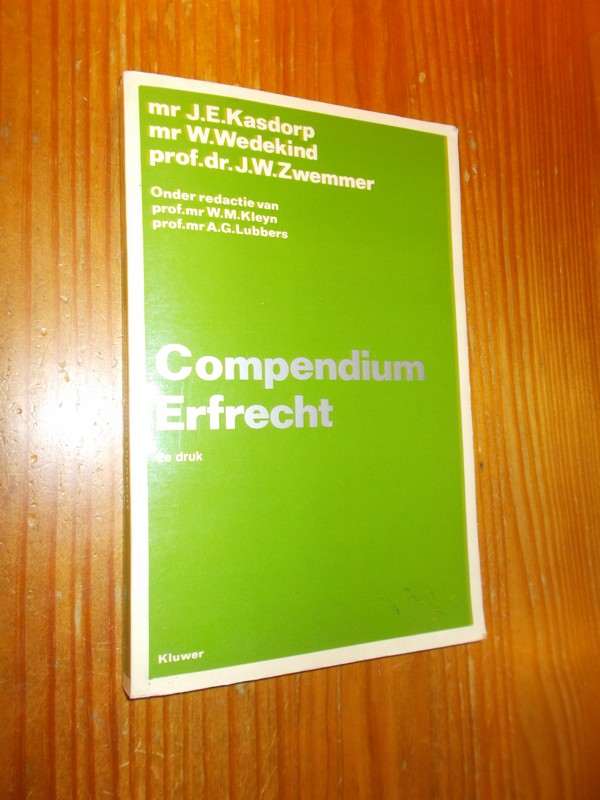 mr J.E.Kasdorp
mr W.Wedekind
prof.dr.J.W.Zwemmer
Onder redactie van
prof.mr W.M.Kleyn
prof.mr A.G.Lubbers
Compendium
Erfrecht
druk
Kluwer